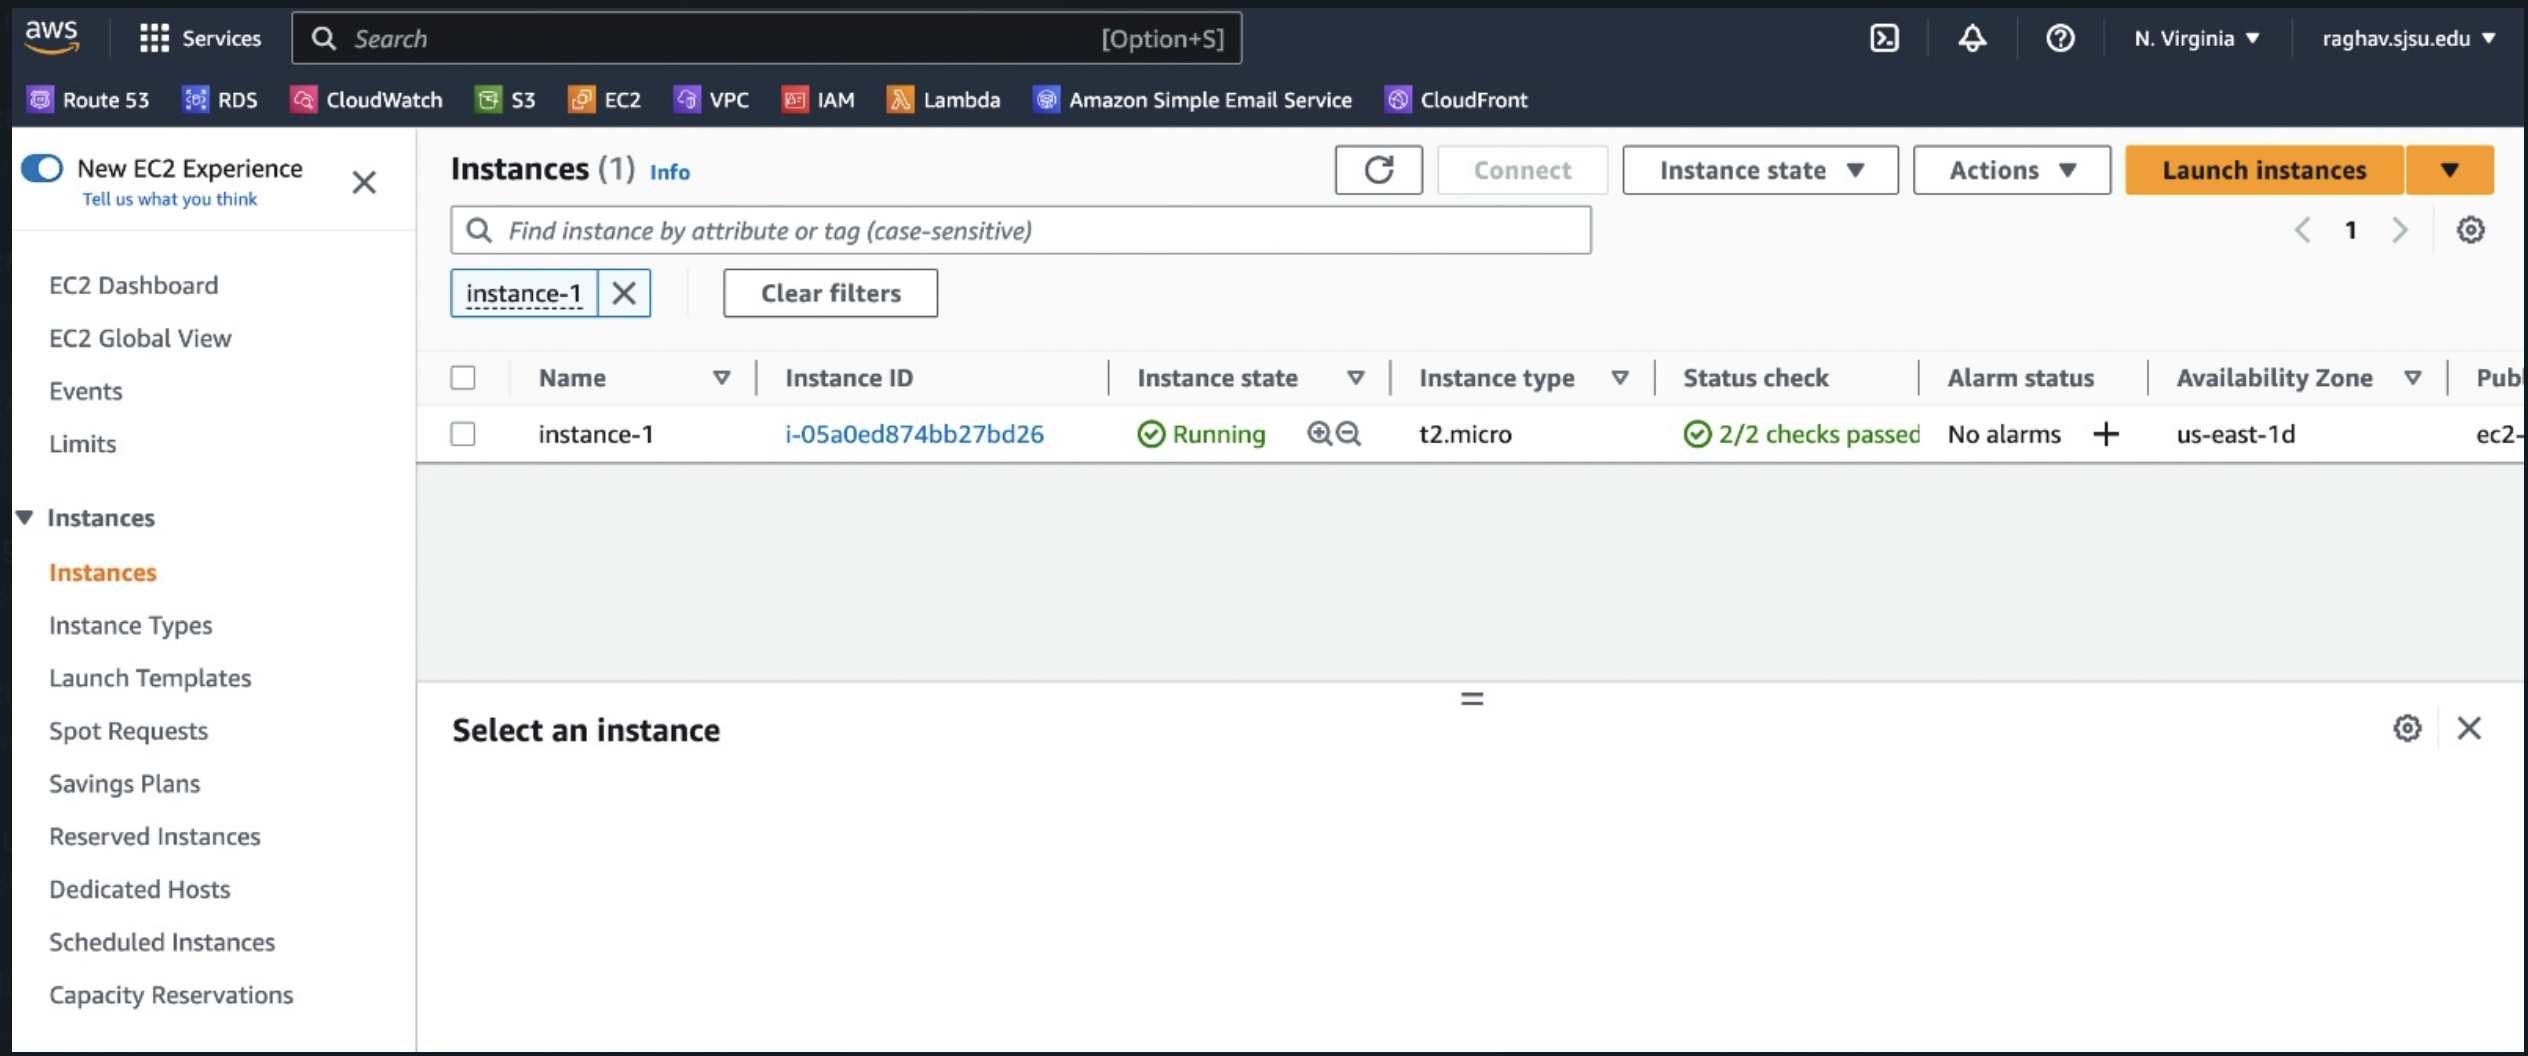 aws Services Search [Option+S] N. Virginia raghav.sjsu.edu
Route 53 RDS CloudWatch S3 EC2 VPC IAM Lambda Amazon Simple Email Service CloudFront
New EC2 Experience
Tell us what you think
EC2 Dashboard
EC2 Global View
Events
Limits
Instances
Instances
Instance Types
Launch Templates
Spot Requests
Savings Plans
Reserved Instances
Dedicated Hosts
Scheduled Instances
Capacity Reservations
Instances (1) Info Connect Instance state Actions Launch instances
Find instance by attribute or tag (case-sensitive) 1
instance-1 Clear filters
Name Instance ID Instance state Instance type Status check Alarm status Availability Zone Publ
instance-1 i-05a0ed874bb27bd26 Running t2.micro 2/2 checks passed No alarms + us-east-1d ec2-
Select an instance